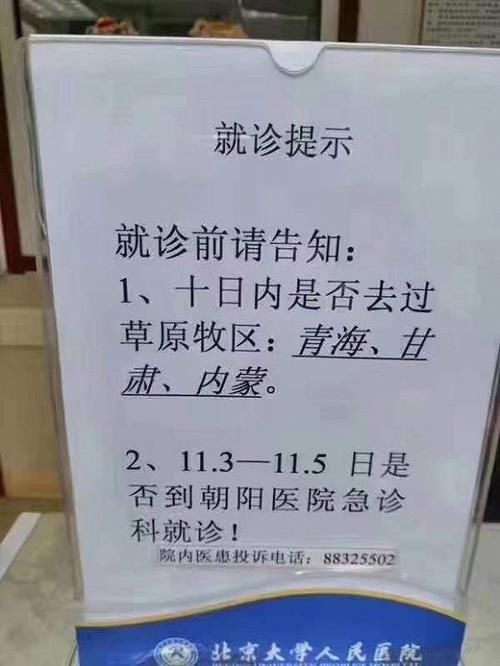 就诊提示
就诊前请告知：
1、十日内是否去过
草原牧区：青海、甘
肃、内蒙。
2、11.3—11.5 日是
否到朝阳医院急诊
科就诊！
院内医患投诉电话：88325502
北京大学人民医院